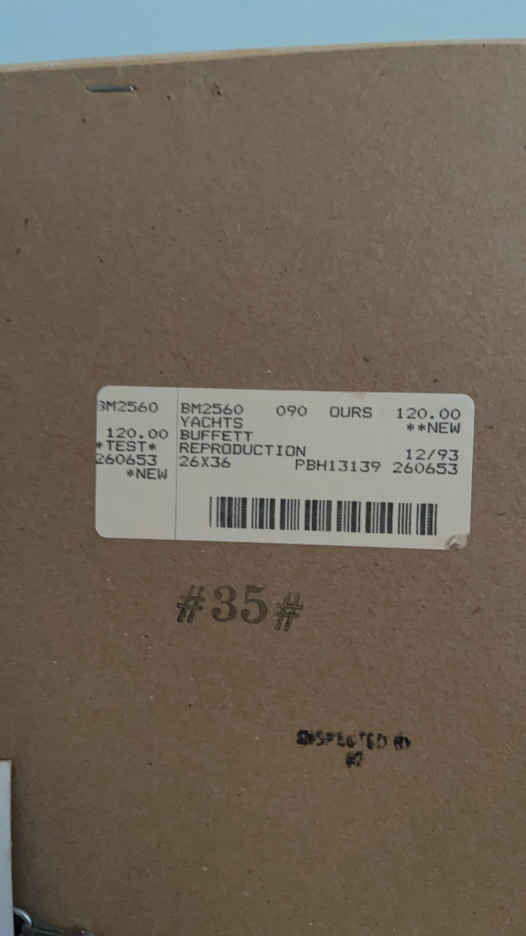 BM2560
120.00
*TEST*
260653
*NEW
BM2560 090 OURS 120.00
YACHTS **NEW
BUFFETT
REPRODUCTION 12/93
26X36 PBH13139 260653
#35#
INSPECTED BY